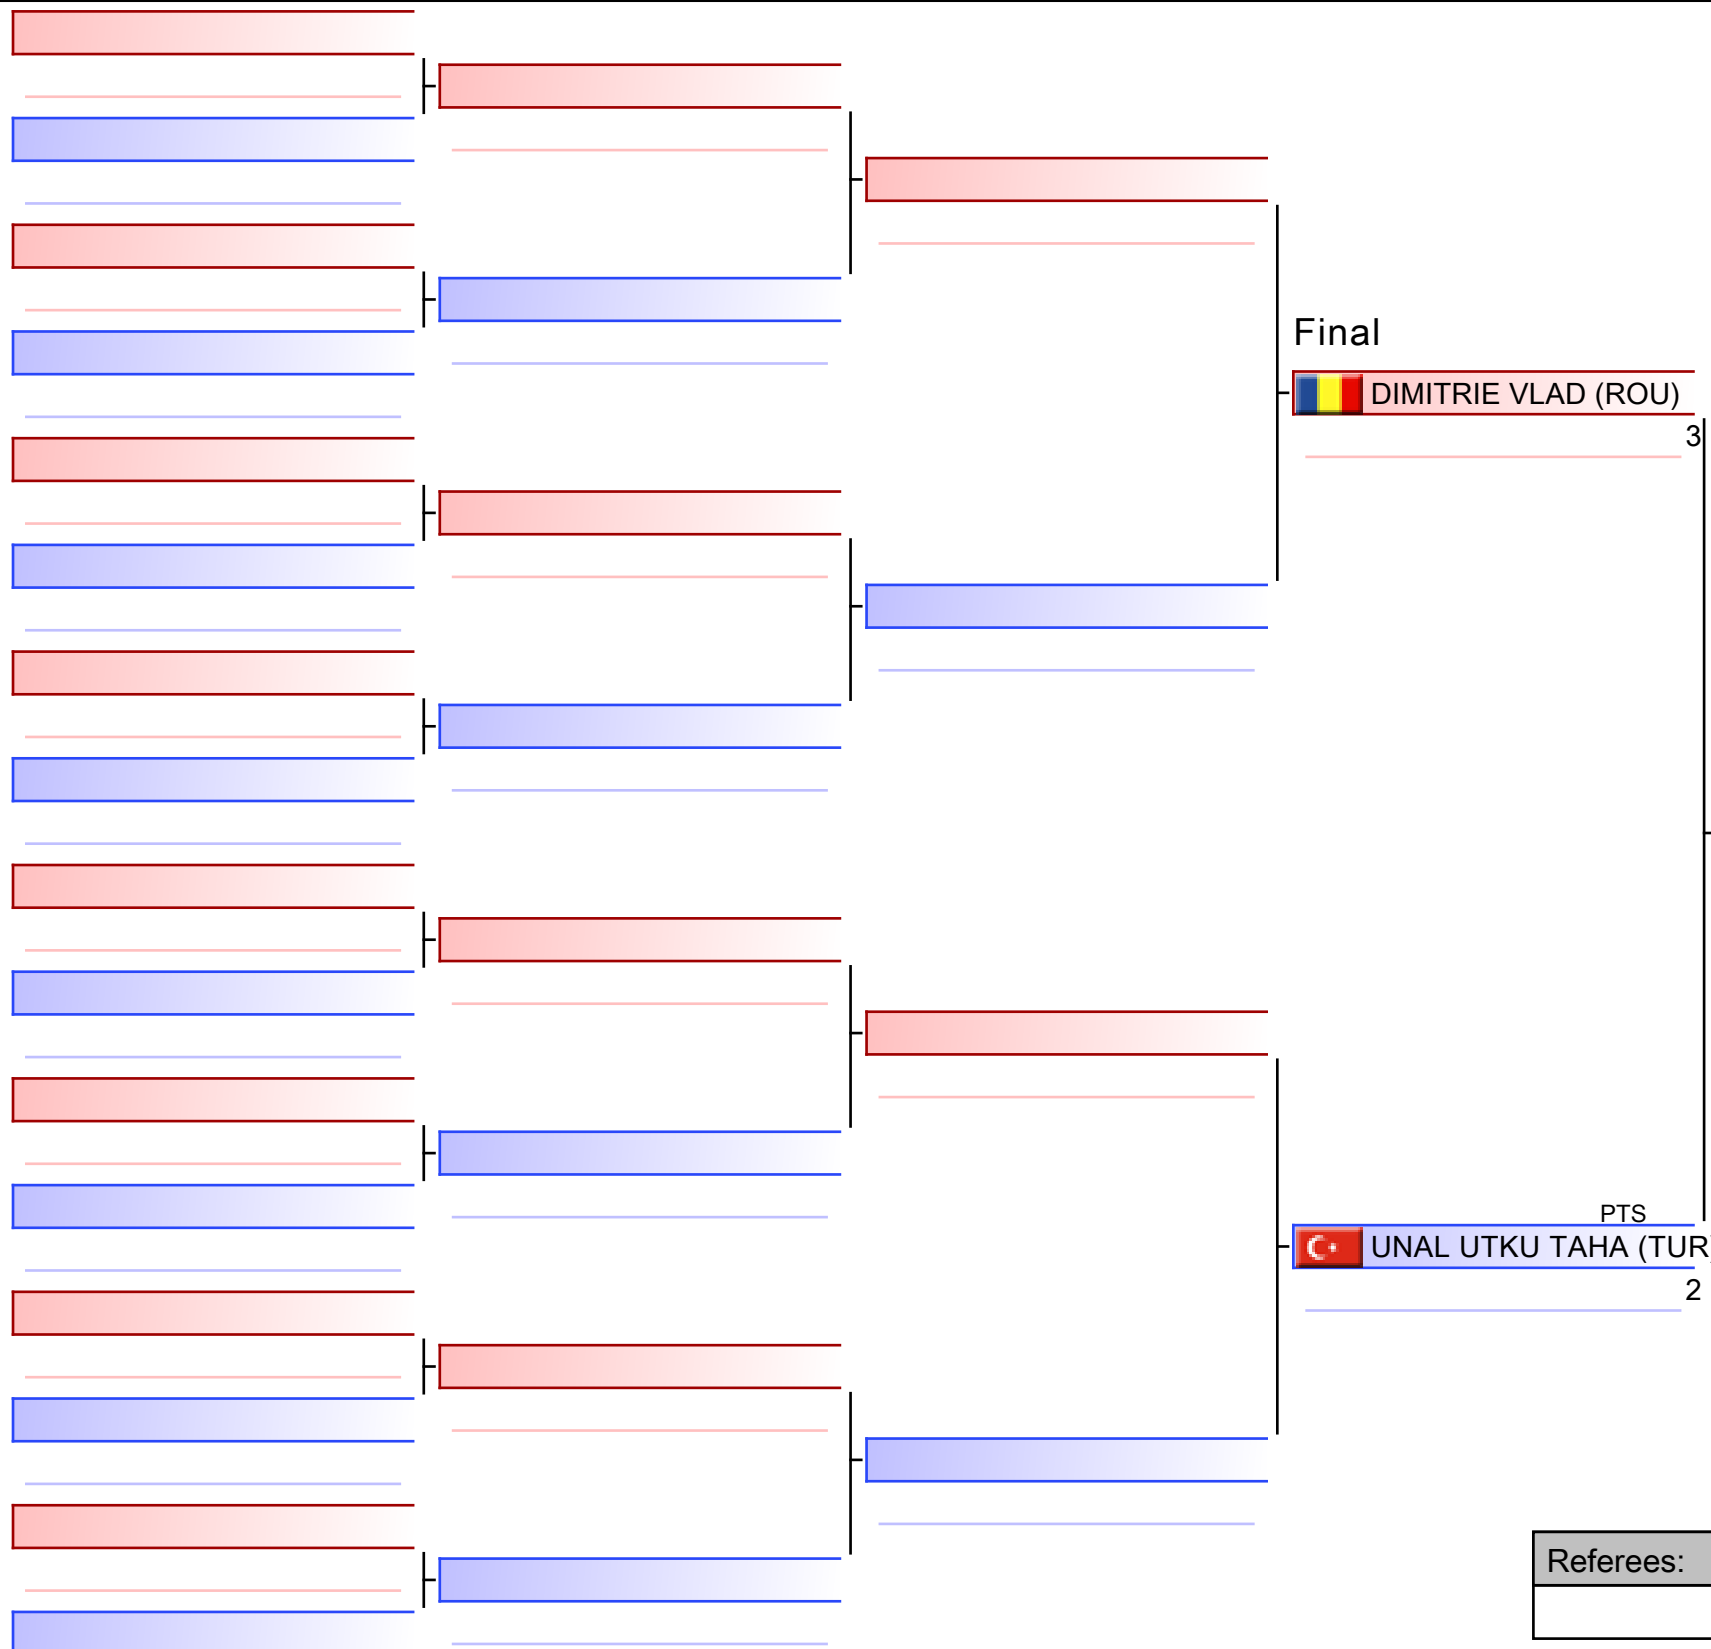 Final
DIMITRIE VLAD (ROU)
3
PTS
UNAL UTKU TAHA (TUR)
2
Referees: